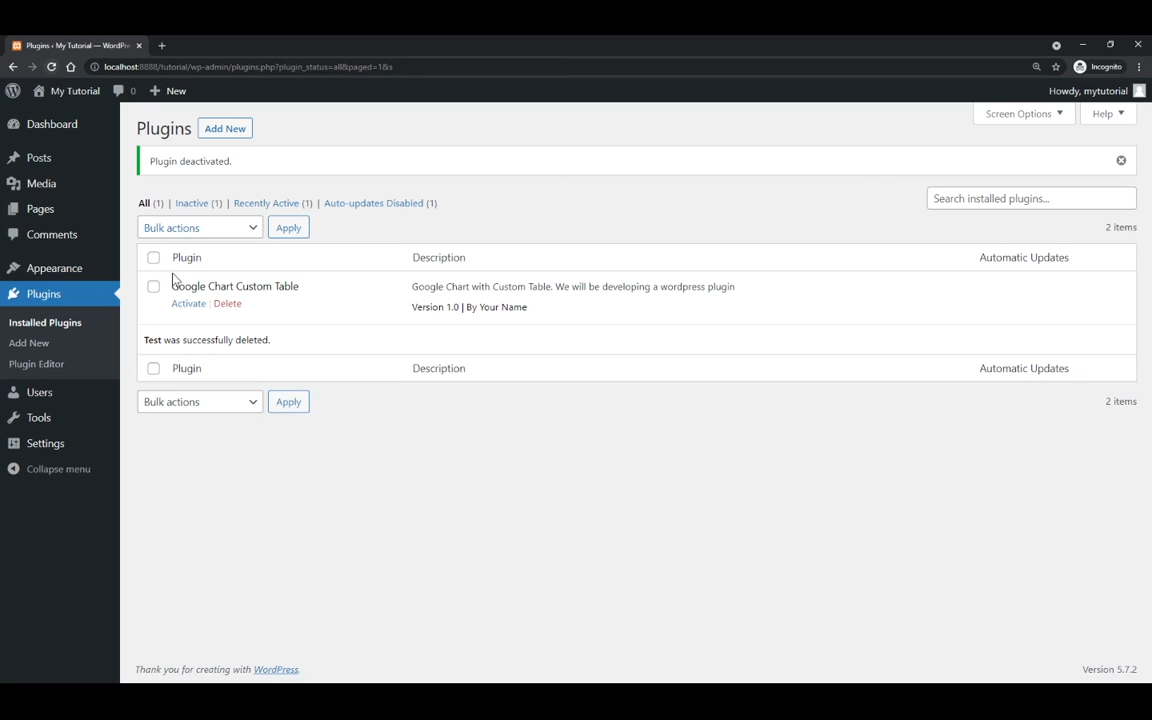 Plugins ‹ My Tutorial — WordPre
localhost:8888/tutorial/wp-admin/plugins.php?plugin_status=all&paged=1&s
Incognito
My Tutorial 0 New
Howdy, mytutorial
Screen Options Help
Dashboard
Posts
Media
Pages
Comments
Appearance
Plugins
Installed Plugins
Add New
Plugin Editor
Users
Tools
Settings
Collapse menu
Plugins Add New
Plugin deactivated.
All (1) | Inactive (1) | Recently Active (1) | Auto-updates Disabled (1)
Search installed plugins...
Bulk actions Apply
2 items
Plugin Description Automatic Updates
Google Chart Custom Table Google Chart with Custom Table. We will be developing a wordpress plugin
Activate | Delete Version 1.0 | By Your Name
Test was successfully deleted.
Plugin Description Automatic Updates
Bulk actions Apply 2 items
Thank you for creating with WordPress. Version 5.7.2